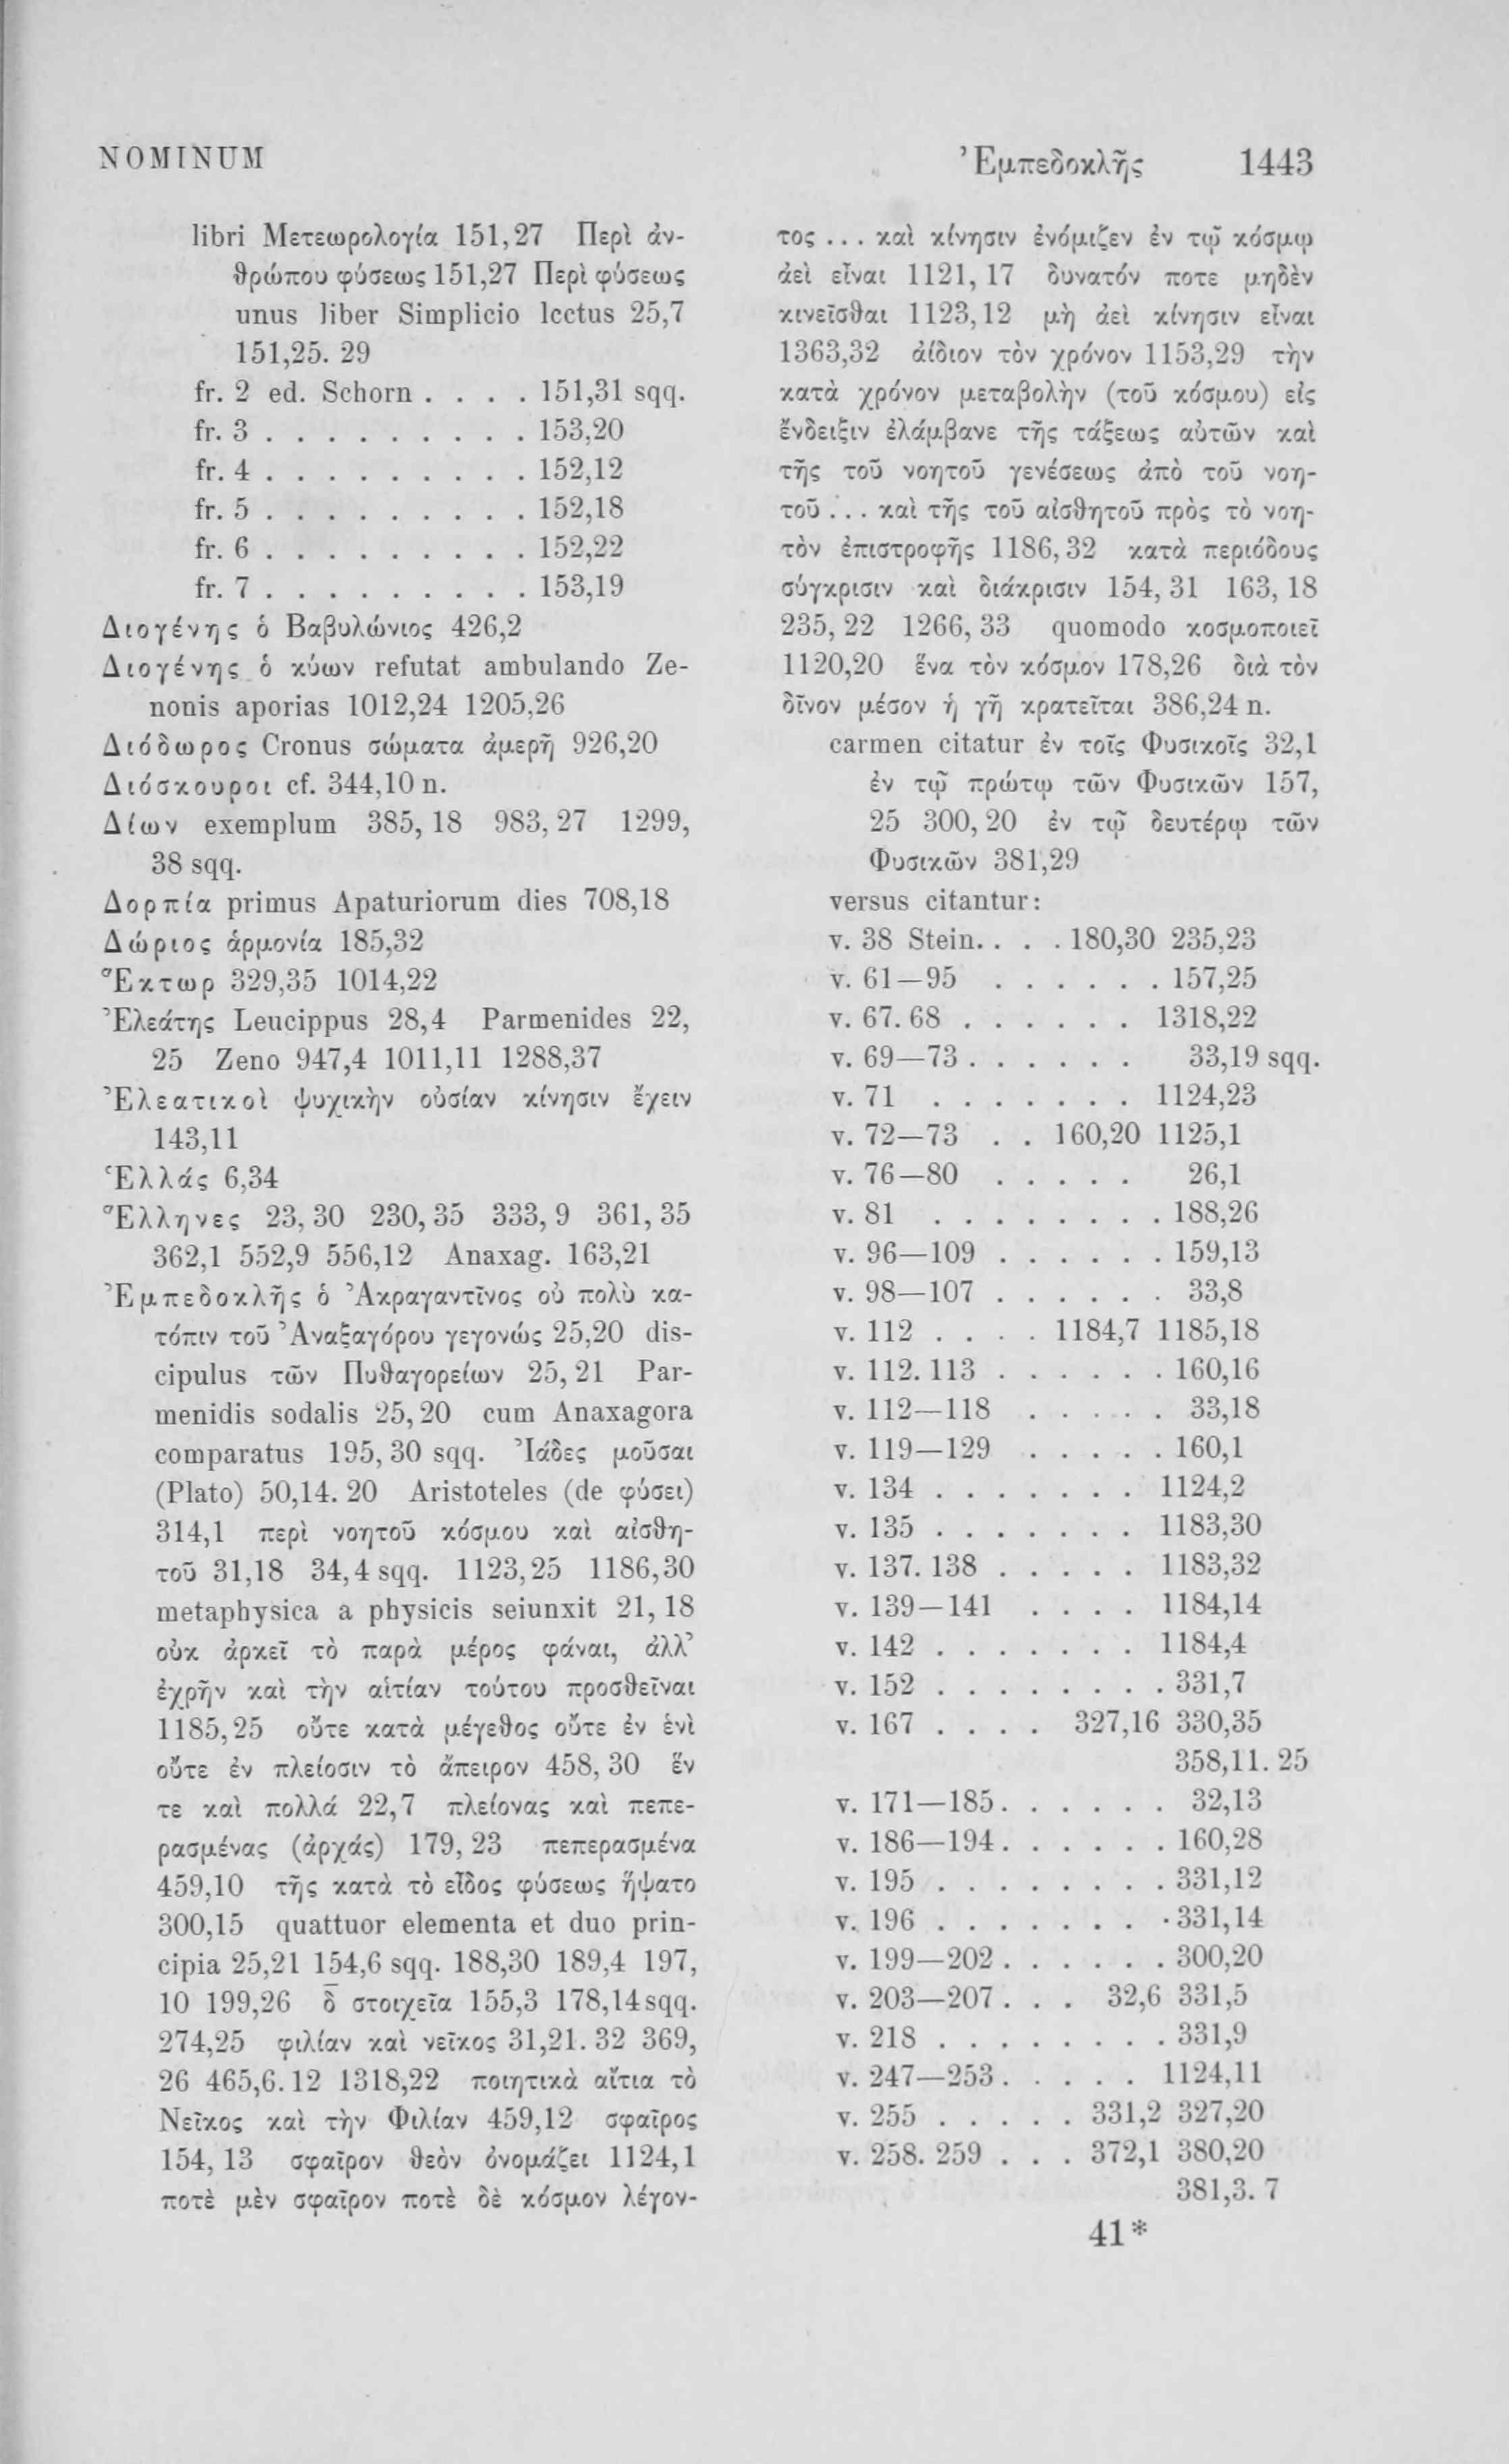 NOMINUM
Ἐμπεδοκλῆς 1443
libri Μετεωρολογία 151,27 Περὶ ἀν-
θρώπου φύσεως 151,27 Περὶ φύσεως
unus liber Simplicio lectus 25,7
151,25. 29
fr. 2 ed. Schorn . . . . 151,31 sqq.
fr. 3 . . . . . . . . . 153,20
fr. 4 . . . . . . . . . 152,12
fr. 5 . . . . . . . . . 152,18
fr. 6 . . . . . . . . . 152,22
fr. 7 . . . . . . . . . 153,19
Διογένης ὁ Βαβυλώνιος 426,2
Διογένης ὁ κύων refutat ambulando Ze-
nonis aporias 1012,24 1205,26
Διόδωρος Cronus σώματα ἀμερῆ 926,20
Διόσκουροι cf. 344,10 n.
Δίων exemplum 385, 18 983, 27 1299,
38 sqq.
Δορπία primus Apaturiorum dies 708,18
Δώριος ἁρμονία 185,32
Ἕκτωρ 329,35 1014,22
Ἐλεάτης Leucippus 28,4 Parmenides 22,
25 Zeno 947,4 1011,11 1288,37
Ἐλεατικοὶ ψυχικὴν οὐσίαν κίνησιν ἔχειν
143,11
Ἑλλάς 6,34
Ἕλληνες 23, 30 230, 35 333, 9 361, 35
362,1 552,9 556,12 Anaxag. 163,21
Ἐμπεδοκλῆς ὁ Ἀκραγαντῖνος οὐ πολὺ κα-
τόπιν τοῦ Ἀναξαγόρου γεγονώς 25,20 dis-
cipulus τῶν Πυθαγορείων 25, 21 Par-
menidis sodalis 25, 20 cum Anaxagora
comparatus 195, 30 sqq. Ἰάδες μοῦσαι
(Plato) 50,14. 20 Aristoteles (de φύσει)
314,1 περὶ νοητοῦ κόσμου καὶ αἰσθη-
τοῦ 31,18 34, 4 sqq. 1123, 25 1186,30
metaphysica a physicis seiunxit 21, 18
οὐκ ἀρκεῖ τὸ παρὰ μέρος φάναι, ἀλλ’
ἐχρῆν καὶ τὴν αἰτίαν τούτου προσθεῖναι
1185, 25 οὔτε κατὰ μέγεθος οὔτε ἐν ἑνὶ
οὔτε ἐν πλείοσιν τὸ ἄπειρον 458, 30 ἕν
τε καὶ πολλά 22,7 πλείονας καὶ πεπε-
ρασμένας (ἀρχάς) 179, 23 πεπερασμένα
459,10 τῆς κατὰ τὸ εἶδος φύσεως ἥψατο
300,15 quattuor elementa et duo prin-
cipia 25,21 154,6 sqq. 188,30 189,4 197,
10 199,26 δ̄ στοιχεῖα 155,3 178,14 sqq.
274,25 φιλίαν καὶ νεῖκος 31,21. 32 369,
26 465,6. 12 1318,22 ποιητικὰ αἴτια τὸ
Νεῖκος καὶ τὴν Φιλίαν 459,12 σφαῖρος
154, 13 σφαῖρον θεὸν ὀνομάζει 1124,1
ποτὲ μὲν σφαῖρον ποτὲ δὲ κόσμον λέγον-
τος ... καὶ κίνησιν ἐνόμιζεν ἐν τῷ κόσμῳ
ἀεὶ εἶναι 1121, 17 δυνατόν ποτε μηδὲν
κινεῖσθαι 1123, 12 μὴ ἀεὶ κίνησιν εἶναι
1363,32 ἀίδιον τὸν χρόνον 1153,29 τὴν
κατὰ χρόνον μεταβολὴν (τοῦ κόσμου) εἰς
ἔνδειξιν ἐλάμβανε τῆς τάξεως αὐτῶν καὶ
τῆς τοῦ νοητοῦ γενέσεως ἀπὸ τοῦ νοη-
τοῦ ... καὶ τῆς τοῦ αἰσθητοῦ πρὸς τὸ νοη-
τὸν ἐπιστροφῆς 1186, 32 κατὰ περιόδους
σύγκρισιν καὶ διάκρισιν 154, 31 163, 18
235, 22 1266, 33 quomodo κοσμοποιεῖ
1120,20 ἕνα τὸν κόσμον 178,26 διὰ τὸν
δῖνον μέσον ἡ γῆ κρατεῖται 386,24 n.
carmen citatur ἐν τοῖς Φυσικοῖς 32,1
ἐν τῷ πρώτῳ τῶν Φυσικῶν 157,
25 300, 20 ἐν τῷ δευτέρῳ τῶν
Φυσικῶν 381,29
versus citantur:
v. 38 Stein. . . . 180,30 235,23
v. 61—95 . . . . . . 157,25
v. 67. 68 . . . . . . 1318,22
v. 69—73 . . . . . . 33,19 sqq.
v. 71 . . . . . . . 1124,23
v. 72—73 . . 160,20 1125,1
v. 76—80 . . . . . 26,1
v. 81 . . . . . . . . 188,26
v. 96—109 . . . . . . 159,13
v. 98—107 . . . . . . 33,8
v. 112 . . . . 1184,7 1185,18
v. 112. 113 . . . . . . 160,16
v. 112—118 . . . . . 33,18
v. 119—129 . . . . . 160,1
v. 134 . . . . . . . 1124,2
v. 135 . . . . . . . 1183,30
v. 137. 138 . . . . . 1183,32
v. 139—141 . . . . 1184,14
v. 142 . . . . . . . 1184,4
v. 152 . . . . . . . . 331,7
v. 167 . . . . 327,16 330,35
358,11. 25
v. 171—185. . . . . . 32,13
v. 186—194. . . . . . 160,28
v. 195 . . . . . . . . 331,12
v. 196 . . . . . . . . 331,14
v. 199—202. . . . . . 300,20
v. 203—207. . . 32,6 331,5
v. 218 . . . . . . . . 331,9
v. 247—253. . . . . 1124,11
v. 255 . . . . . 331,2 327,20
v. 258. 259 . . . 372,1 380,20
381,3. 7
41*